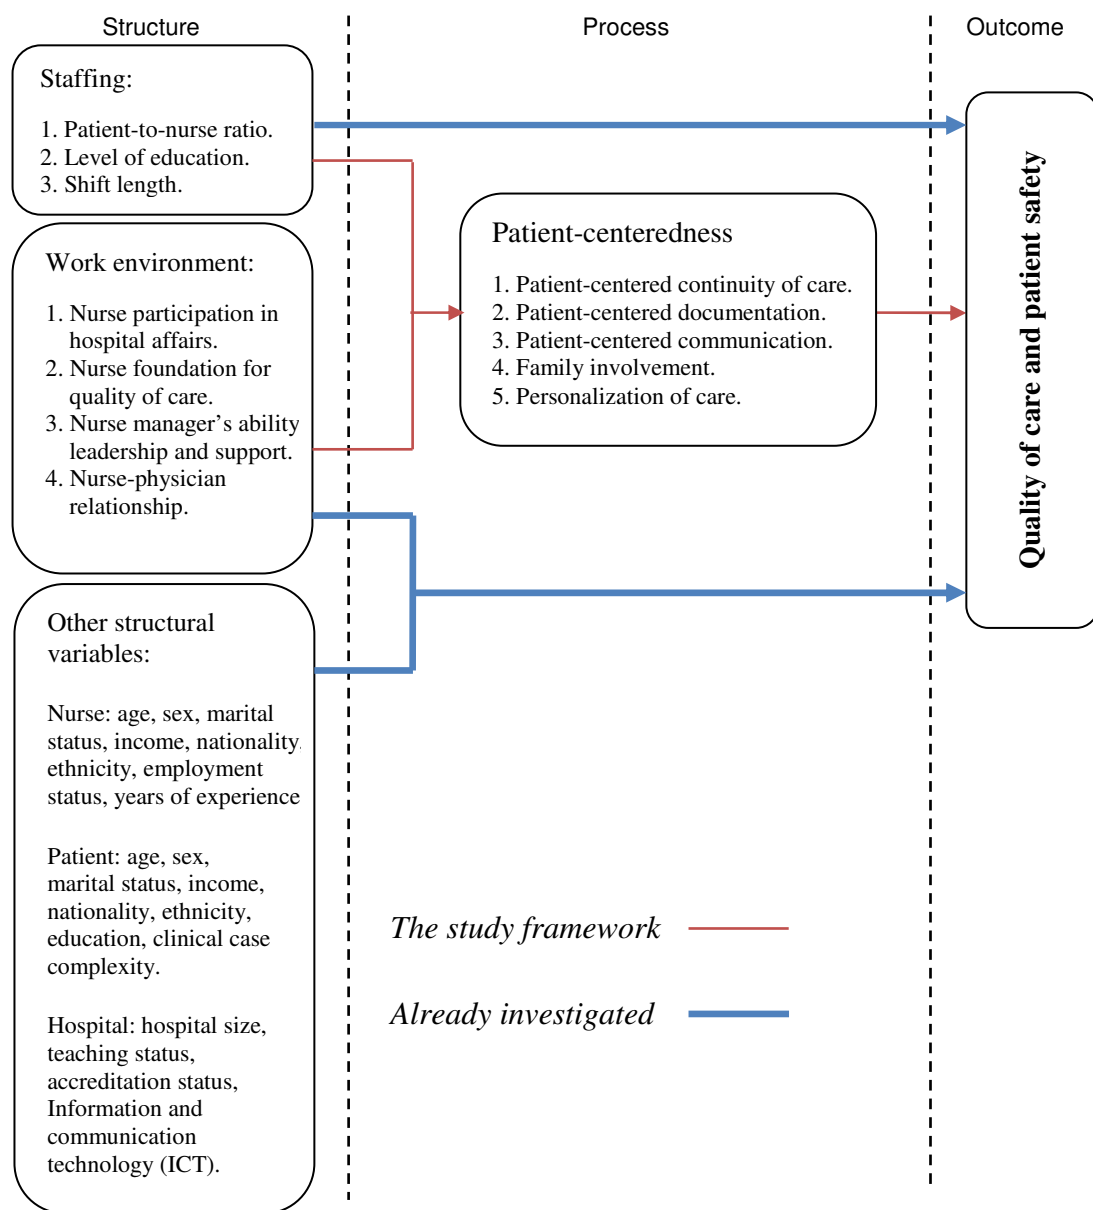 Structure
Process
Outcome
Staffing:
1. Patient-to-nurse ratio.
2. Level of education.
3. Shift length.
Work environment:
1. Nurse participation in
hospital affairs.
2. Nurse foundation for
quality of care.
3. Nurse manager’s ability
leadership and support.
4. Nurse-physician
relationship.
Other structural
variables:
Nurse: age, sex, marital
status, income, nationality.
ethnicity, employment
status, years of experience
Patient: age, sex,
marital status, income,
nationality, ethnicity,
education, clinical case
complexity.
Hospital: hospital size,
teaching status,
accreditation status,
Information and
communication
technology (ICT).
Patient-centeredness
1. Patient-centered continuity of care.
2. Patient-centered documentation.
3. Patient-centered communication.
4. Family involvement.
5. Personalization of care.
Quality of care and patient safety
The study framework
Already investigated